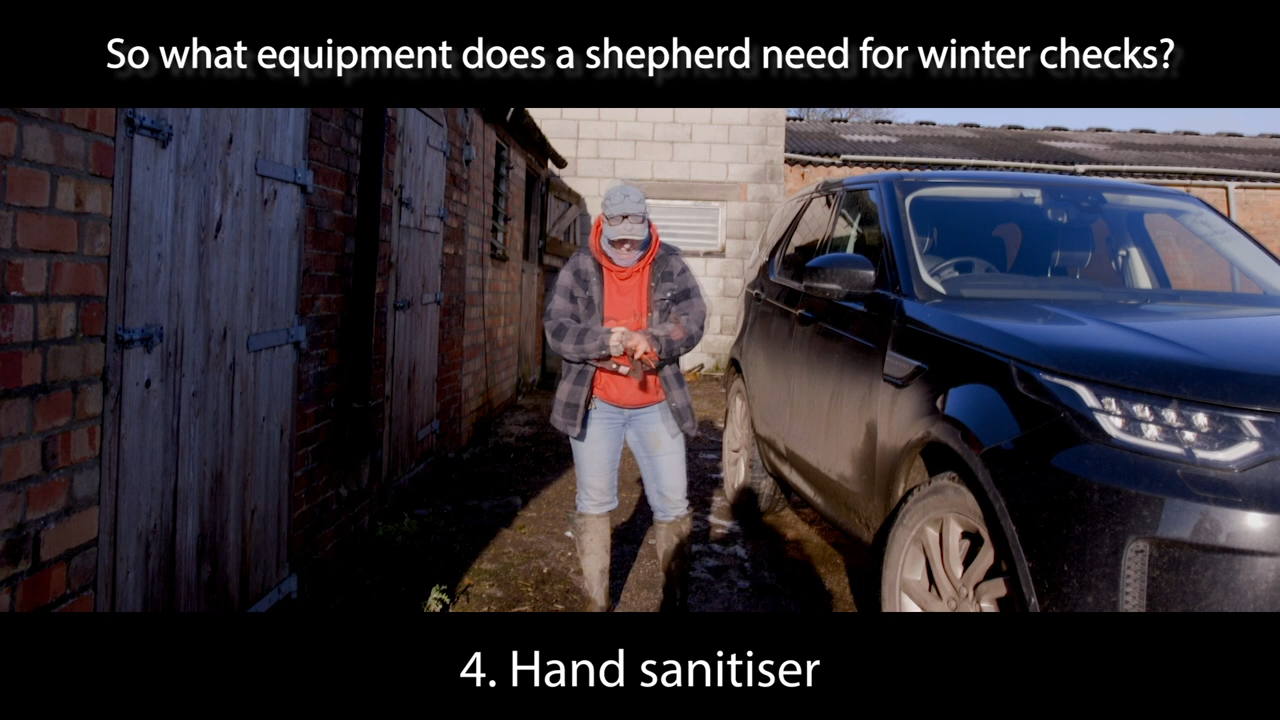 So what equipment does a shepherd need for winter checks?
4. Hand sanitiser